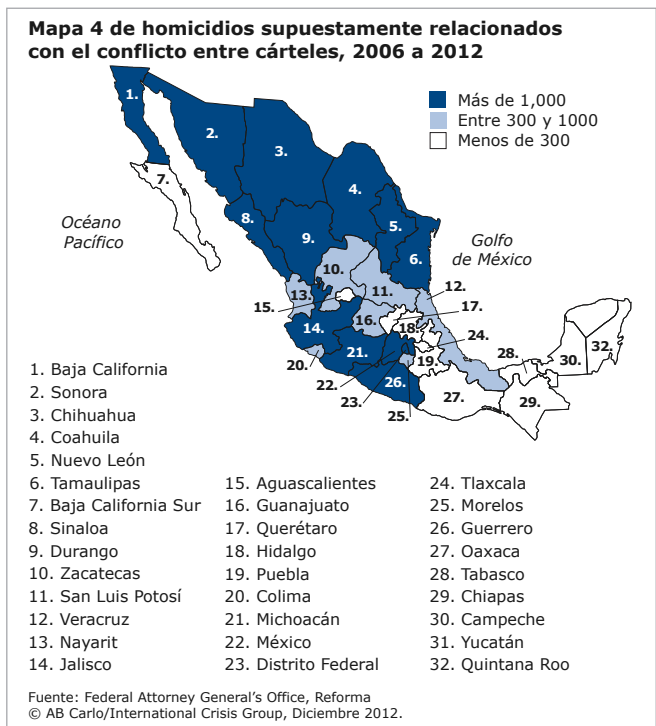 Mapa 4 de homicidios supuestamente relacionados
con el conflicto entre cárteles, 2006 a 2012
Más de 1,000
Entre 300 y 1000
Menos de 300
1.
2.
3.
4.
5.
6.
7.
8.
9.
10.
11.
12.
13.
14.
15.
16.
17.
18.
19.
20.
21.
22.
23.
24.
25.
26.
27.
28.
29.
30.
32.
Océano
Pacífico
Golfo
de México
1. Baja California
2. Sonora
3. Chihuahua
4. Coahuila
5. Nuevo León
6. Tamaulipas
7. Baja California Sur
8. Sinaloa
9. Durango
10. Zacatecas
11. San Luis Potosí
12. Veracruz
13. Nayarit
14. Jalisco
15. Aguascalientes
16. Guanajuato
17. Querétaro
18. Hidalgo
19. Puebla
20. Colima
21. Michoacán
22. México
23. Distrito Federal
24. Tlaxcala
25. Morelos
26. Guerrero
27. Oaxaca
28. Tabasco
29. Chiapas
30. Campeche
31. Yucatán
32. Quintana Roo
Fuente: Federal Attorney General's Office, Reforma
© AB Carlo/International Crisis Group, Diciembre 2012.